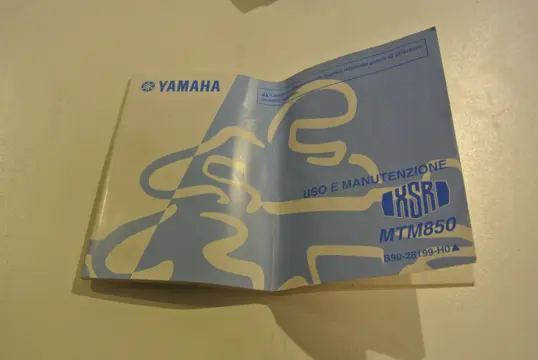 YAMAHA
USO E MANUTENZIONE
XSR
MTM850
B90-28199-H0